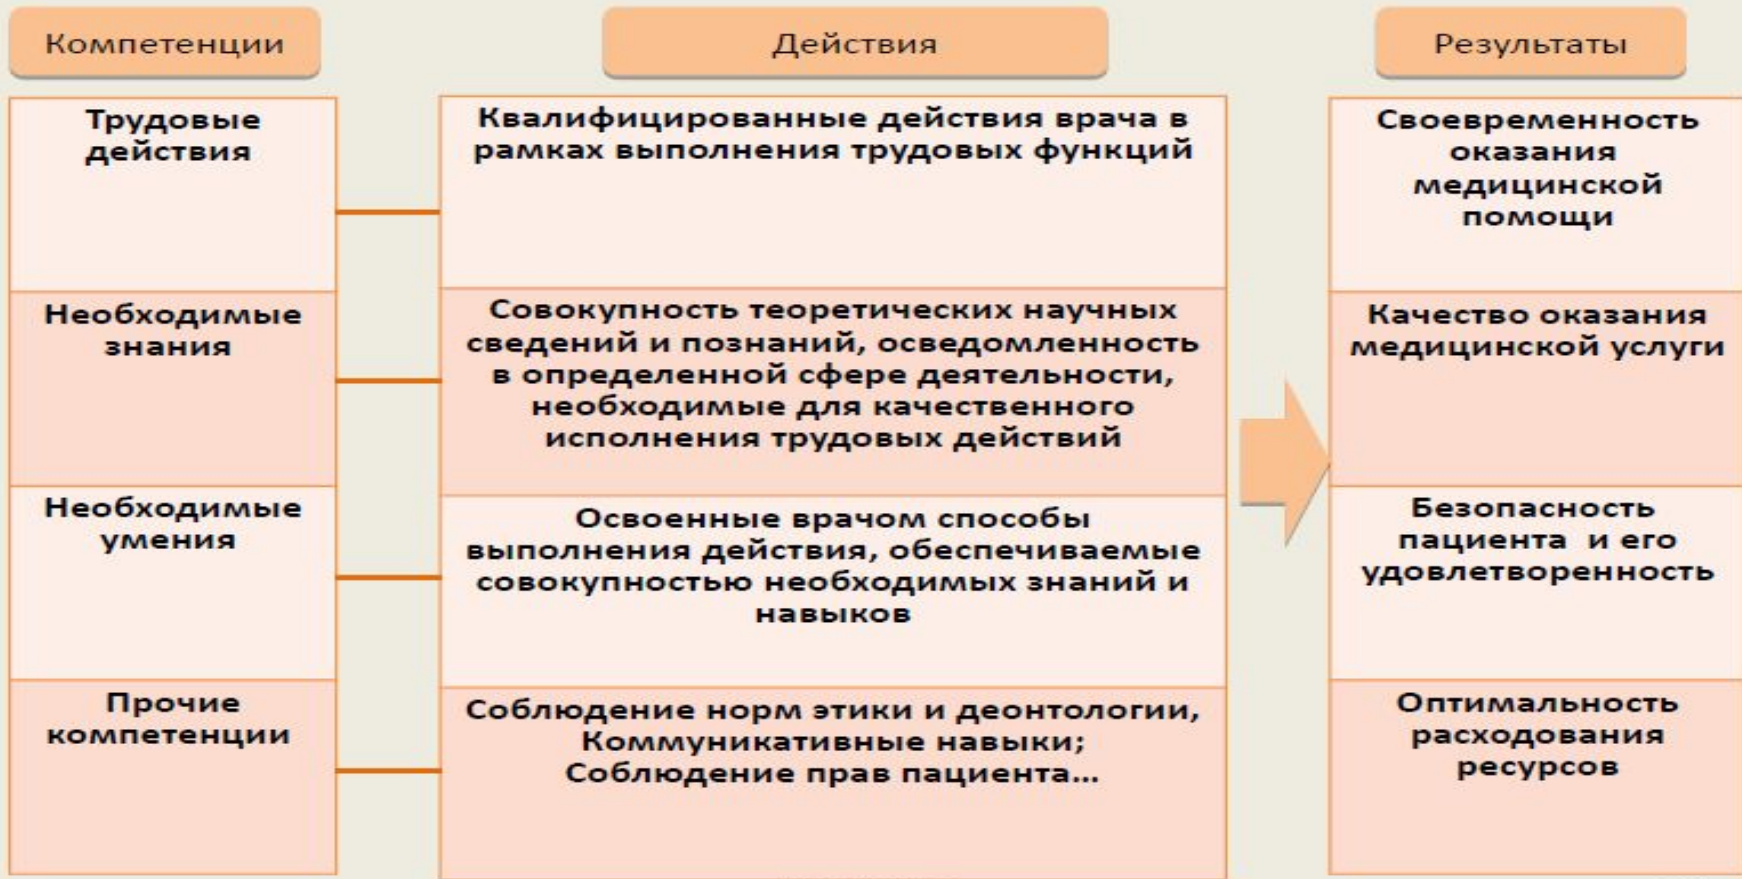 Компетенции
Действия
Результаты
Трудовые
действия
Квалифицированные действия врача в
рамках выполнения трудовых функций
Своевременность
оказания
медицинской
помощи
Необходимые
знания
Совокупность теоретических научных
сведений и познаний, осведомленность
в определенной сфере деятельности,
необходимые для качественного
исполнения трудовых действий
Качество оказания
медицинской услуги
Необходимые
умения
Освоенные врачом способы
выполнения действия, обеспечиваемые
совокупностью необходимых знаний и
навыков
Безопасность
пациента и его
удовлетворенность
Прочие
компетенции
Соблюдение норм этики и деонтологии,
Коммуникативные навыки;
Соблюдение прав пациента...
Оптимальность
расходования
ресурсов